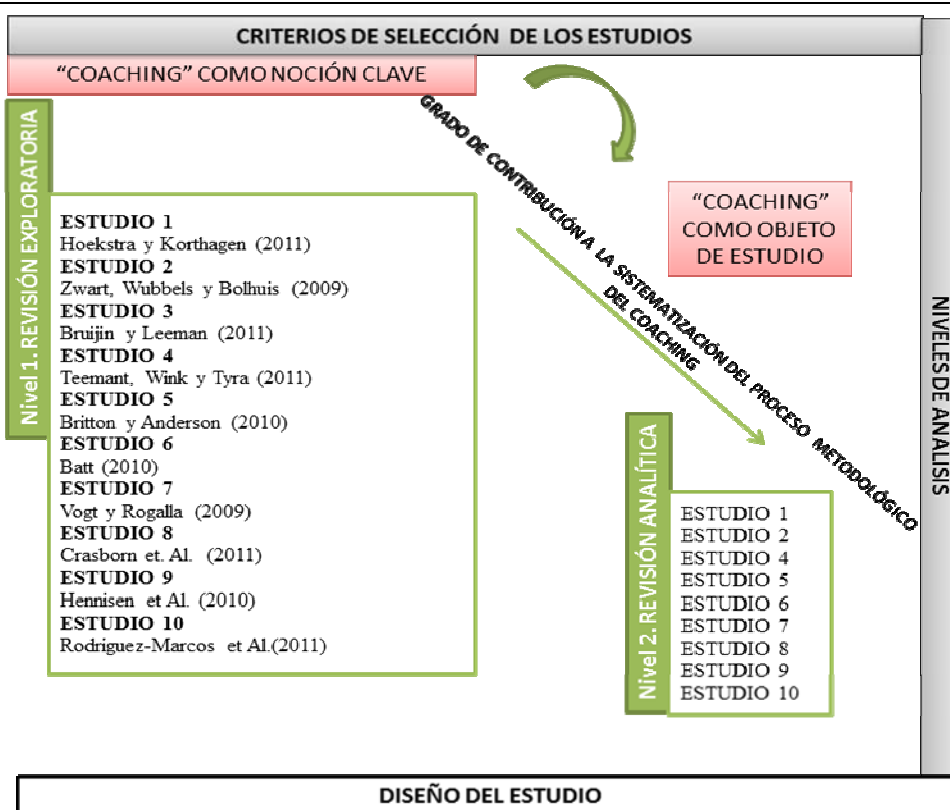 CRITERIOS DE SELECCIÓN DE LOS ESTUDIOS
“COACHING” COMO NOCIÓN CLAVE
Nivel 1. REVISIÓN EXPLORATORIA
ESTUDIO 1
Hoekstra y Korthagen (2011)
ESTUDIO 2
Zwart, Wubbels y Bolhuis (2009)
ESTUDIO 3
Bruijin y Leeman (2011)
ESTUDIO 4
Teemant, Wink y Tyra (2011)
ESTUDIO 5
Britton y Anderson (2010)
ESTUDIO 6
Batt (2010)
ESTUDIO 7
Vogt y Rogalla (2009)
ESTUDIO 8
Crasborn et. Al. (2011)
ESTUDIO 9
Hennisen et Al. (2010)
ESTUDIO 10
Rodriguez-Marcos et Al.(2011)
GRADO DE CONTRIBUCIÓN A LA SISTEMATIZACIÓN DEL PROCESO METODOLÓGICO
DEL COACHING
“COACHING”
COMO OBJETO
DE ESTUDIO
Nivel 2. REVISIÓN ANALÍTICA
ESTUDIO 1
ESTUDIO 2
ESTUDIO 4
ESTUDIO 5
ESTUDIO 6
ESTUDIO 7
ESTUDIO 8
ESTUDIO 9
ESTUDIO 10
NIVELES DE ANALISIS
DISEÑO DEL ESTUDIO